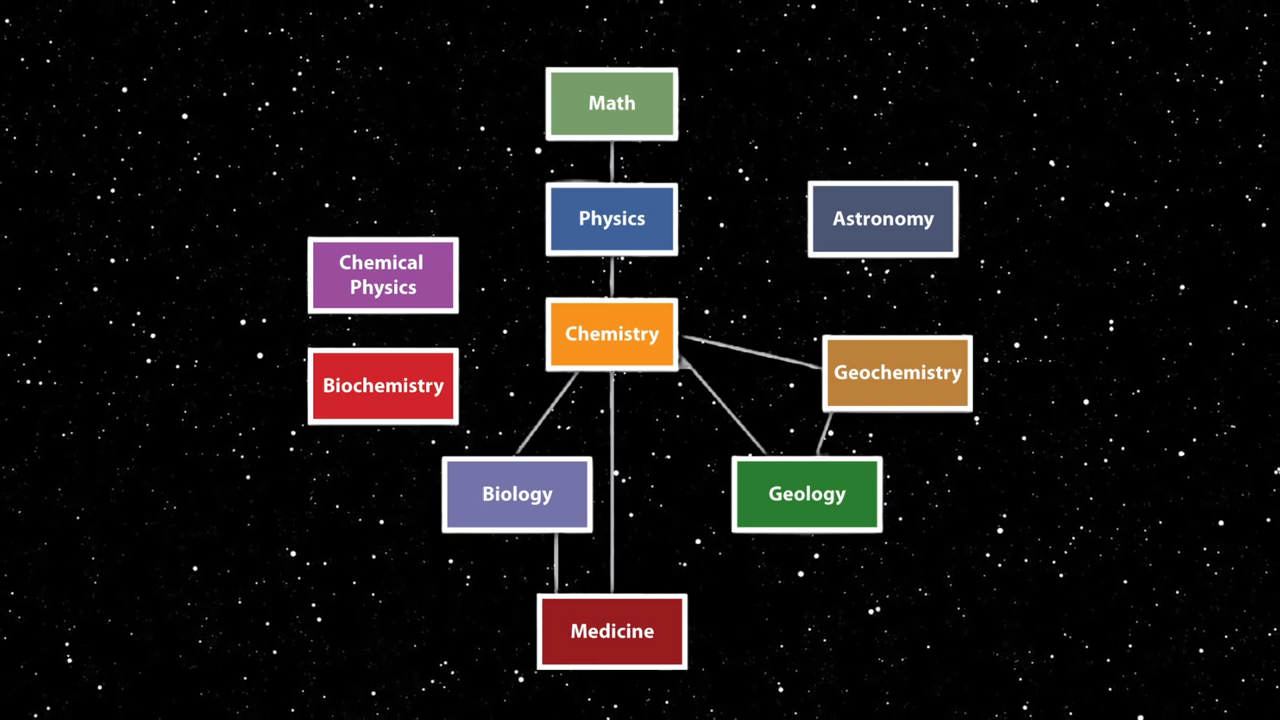 Math
Physics
Astronomy
Chemical
Physics
Chemistry
Geochemistry
Biochemistry
Biology
Geology
Medicine